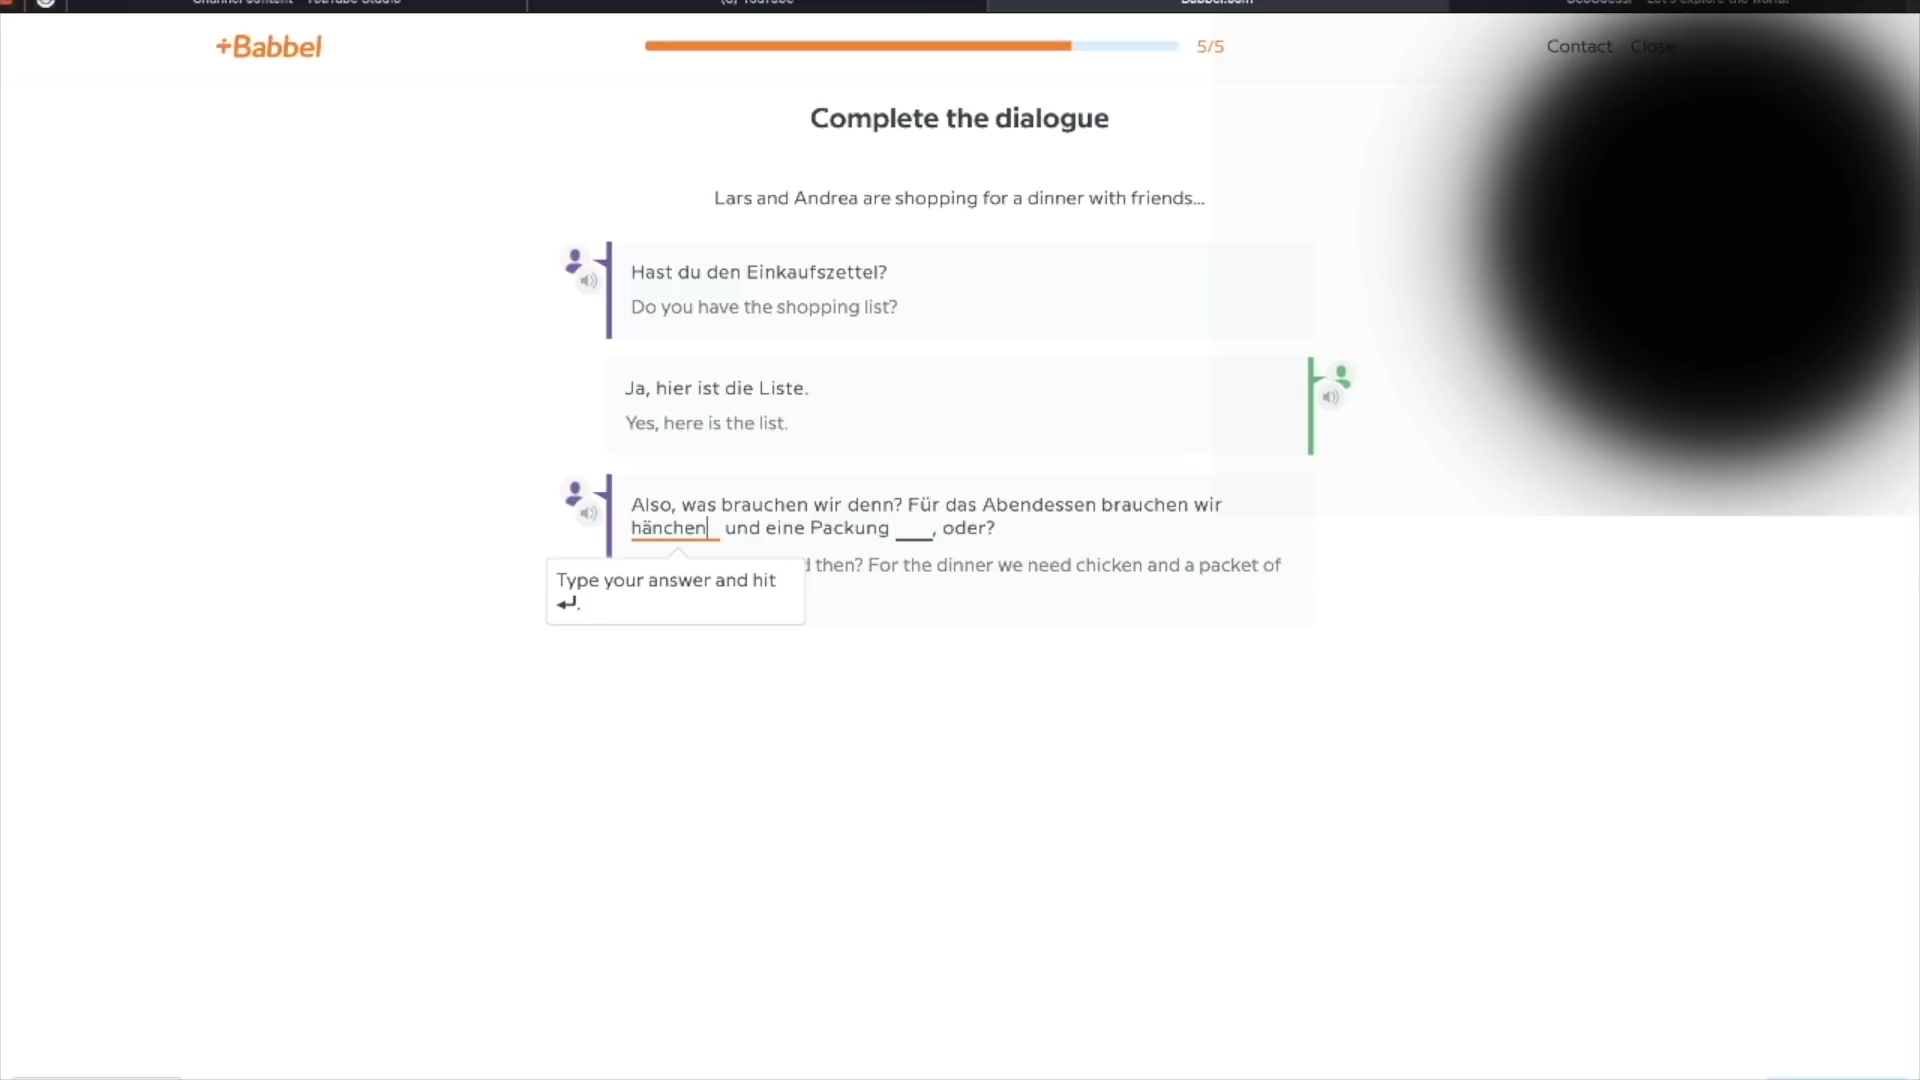 +Babbel
5/5
Contact Close
Complete the dialogue
Lars and Andrea are shopping for a dinner with friends...
Hast du den Einkaufszettel?
Do you have the shopping list?
Ja, hier ist die Liste.
Yes, here is the list.
Also, was brauchen wir denn? Für das Abendessen brauchen wir
hänchen und eine Packung ____, oder?
then? For the dinner we need chicken and a packet of
Type your answer and hit
↵.